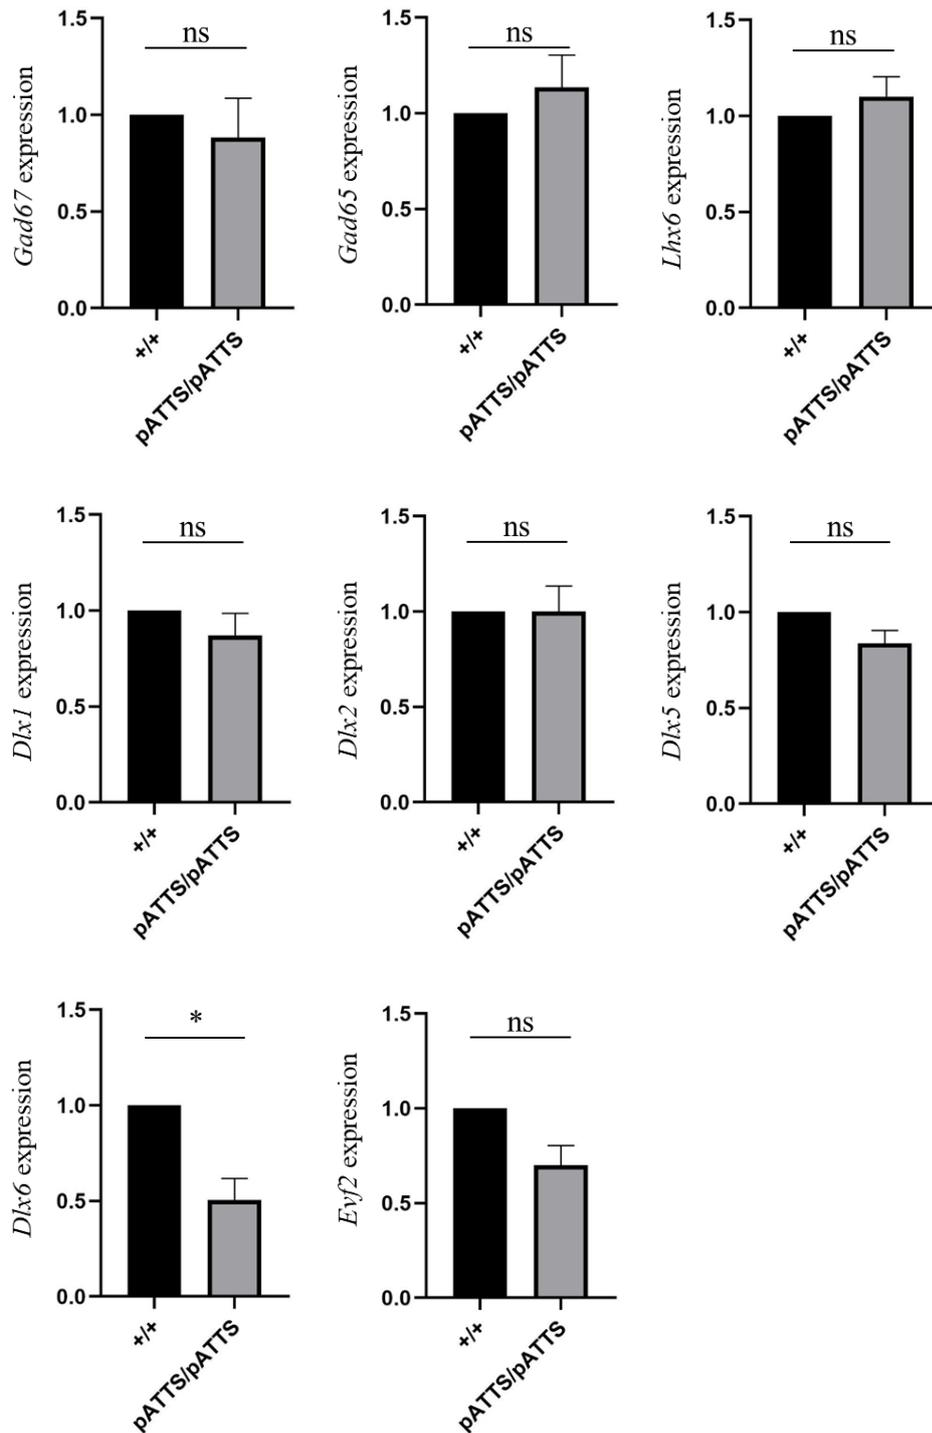 ns
1.5
1.0
0.5
0.0
Gad67 expression
+/+
pATTS/pATTS
ns
1.5
1.0
0.5
0.0
Gad65 expression
+/+
pATTS/pATTS
ns
1.5
1.0
0.5
0.0
Lhx6 expression
+/+
pATTS/pATTS
ns
1.5
1.0
0.5
0.0
Dlx1 expression
+/+
pATTS/pATTS
ns
1.5
1.0
0.5
0.0
Dlx2 expression
+/+
pATTS/pATTS
ns
1.5
1.0
0.5
0.0
Dlx5 expression
+/+
pATTS/pATTS
*
1.5
1.0
0.5
0.0
Dlx6 expression
+/+
pATTS/pATTS
ns
1.5
1.0
0.5
0.0
Evf2 expression
+/+
pATTS/pATTS